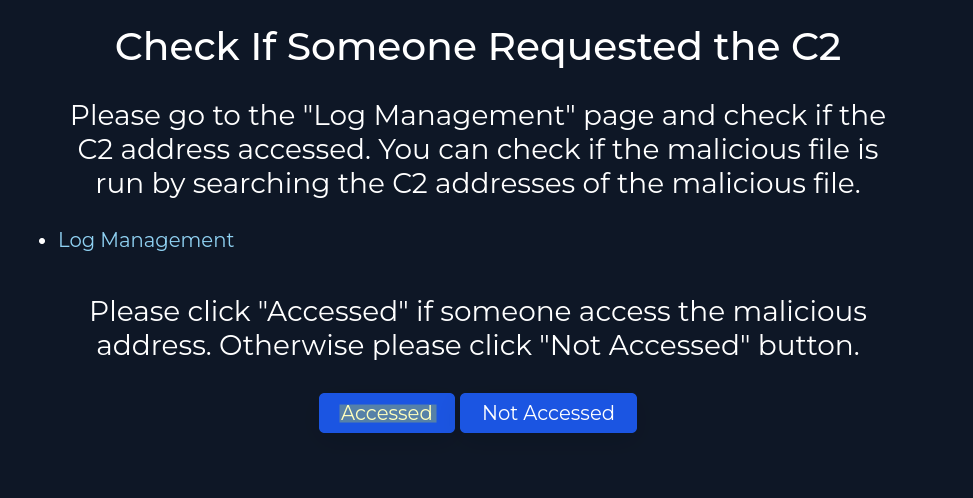 Check If Someone Requested the C2
Please go to the "Log Management" page and check if the
C2 address accessed. You can check if the malicious file is
run by searching the C2 addresses of the malicious file.
Log Management
Please click "Accessed" if someone access the malicious
address. Otherwise please click "Not Accessed" button.
Accessed
Not Accessed